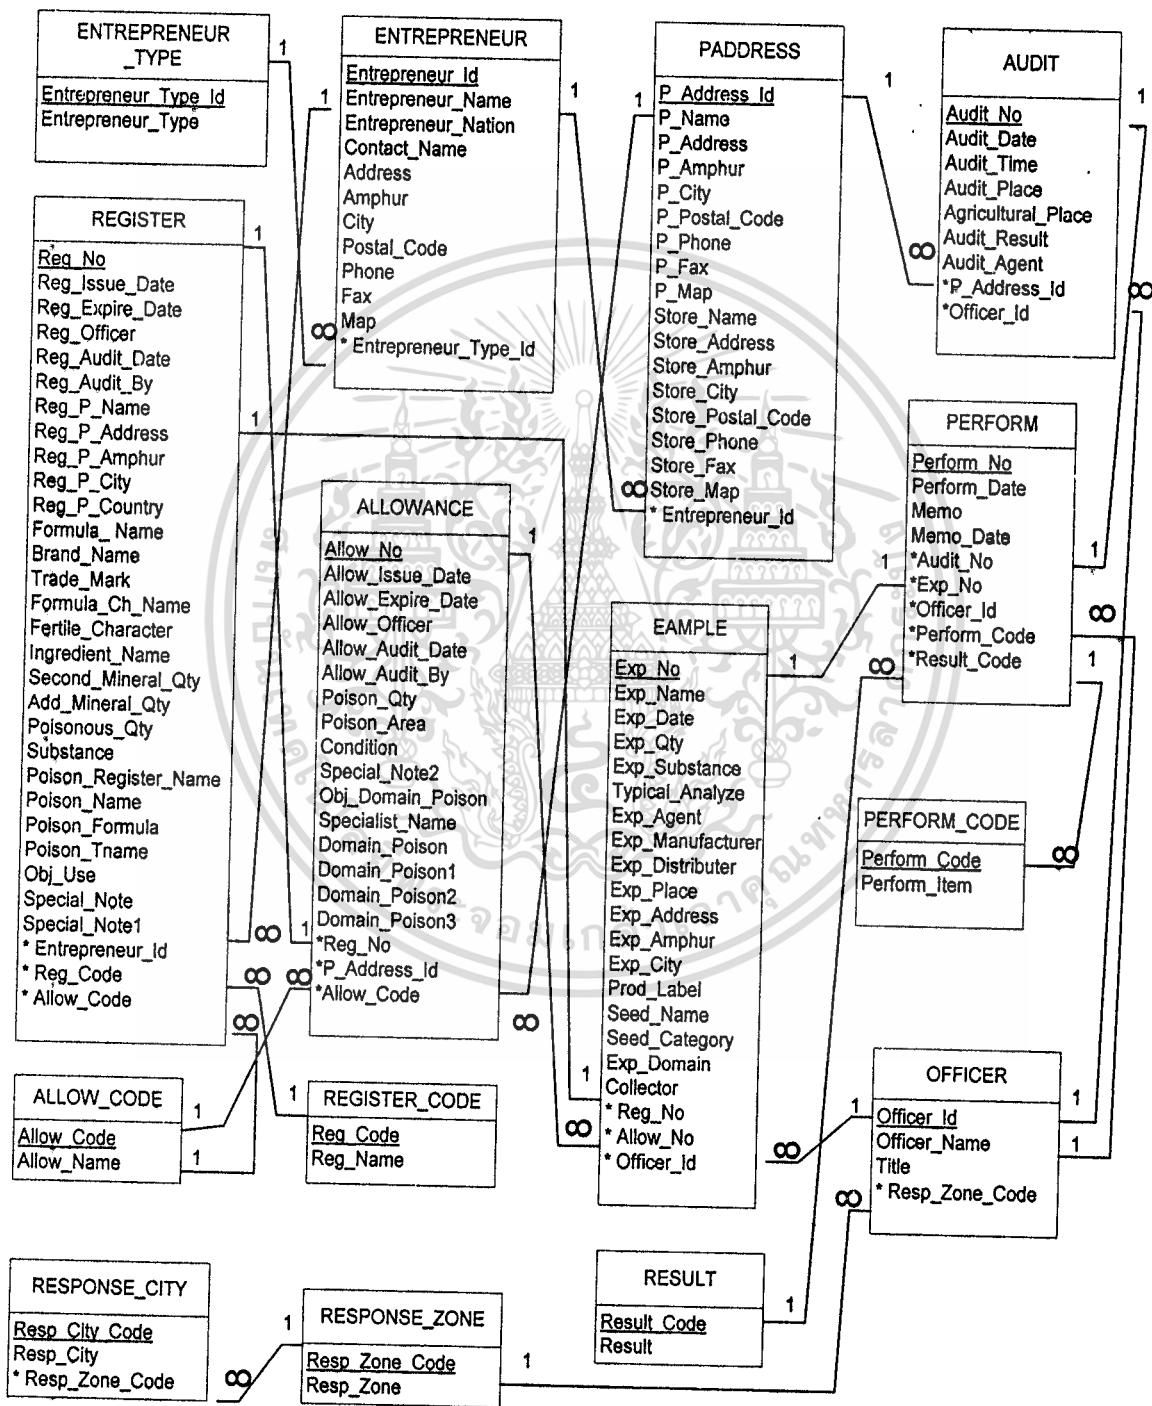 ENTREPRENEUR
_TYPE
Entrepreneur_Type_Id
Entrepreneur_Type
1
ENTREPRENEUR
Entrepreneur_Id
Entrepreneur_Name
Entrepreneur_Nation
Contact_Name
Address
Amphur
City
Postal_Code
Phone
Fax
Map
* Entrepreneur_Type_Id
1
1
∞
PADDRESS
P_Address_Id
P_Name
P_Address
P_Amphur
P_City
P_Postal_Code
P_Phone
P_Fax
P_Map
Store_Name
Store_Address
Store_Amphur
Store_City
Store_Postal_Code
Store_Phone
Store_Fax
Store_Map
* Entrepreneur_Id
1
1
∞
AUDIT
Audit_No
Audit_Date
Audit_Time
Audit_Place
Agricultural_Place
Audit_Result
Audit_Agent
*P_Address_Id
*Officer_Id
1
∞
∞
REGISTER
Reg_No
Reg_Issue_Date
Reg_Expire_Date
Reg_Officer
Reg_Audit_Date
Reg_Audit_By
Reg_P_Name
Reg_P_Address
Reg_P_Amphur
Reg_P_City
Reg_P_Country
Formula_ Name
Brand_Name
Trade_Mark
Formula_Ch_Name
Fertile_Character
Ingredient_Name
Second_Mineral_Qty
Add_Mineral_Qty
Poisonous_Qty
Substance
Poison_Register_Name
Poison_Name
Poison_Formula
Poison_Tname
Obj_Use
Special_Note
Special_Note1
* Entrepreneur_Id
* Reg_Code
* Allow_Code
1
1
∞
∞
∞
ALLOWANCE
Allow_No
Allow_Issue_Date
Allow_Expire_Date
Allow_Officer
Allow_Audit_Date
Allow_Audit_By
Poison_Qty
Poison_Area
Condition
Special_Note2
Obj_Domain_Poison
Specialist_Name
Domain_Poison
Domain_Poison1
Domain_Poison2
Domain_Poison3
*Reg_No
*P_Address_Id
*Allow_Code
1
1
∞
∞
EAMPLE
Exp_No
Exp_Name
Exp_Date
Exp_Qty
Exp_Substance
Typical_Analyze
Exp_Agent
Exp_Manufacturer
Exp_Distributer
Exp_Place
Exp_Address
Exp_Amphur
Exp_City
Prod_Label
Seed_Name
Seed_Category
Exp_Domain
Collector
* Reg_No
* Allow_No
* Officer_Id
1
1
∞
∞
PERFORM
Perform_No
Perform_Date
Memo
Memo_Date
*Audit_No
*Exp_No
*Officer_Id
*Perform_Code
*Result_Code
1
1
∞
1
∞
PERFORM_CODE
Perform_Code
Perform_Item
∞
ALLOW_CODE
Allow_Code
Allow_Name
1
1
REGISTER_CODE
Reg_Code
Reg_Name
1
OFFICER
Officer_Id
Officer_Name
Title
* Resp_Zone_Code
1
1
1
∞
RESPONSE_CITY
Resp_City_Code
Resp_City
* Resp_Zone_Code
∞
RESPONSE_ZONE
Resp_Zone_Code
Resp_Zone
1
1
RESULT
Result_Code
Result
1